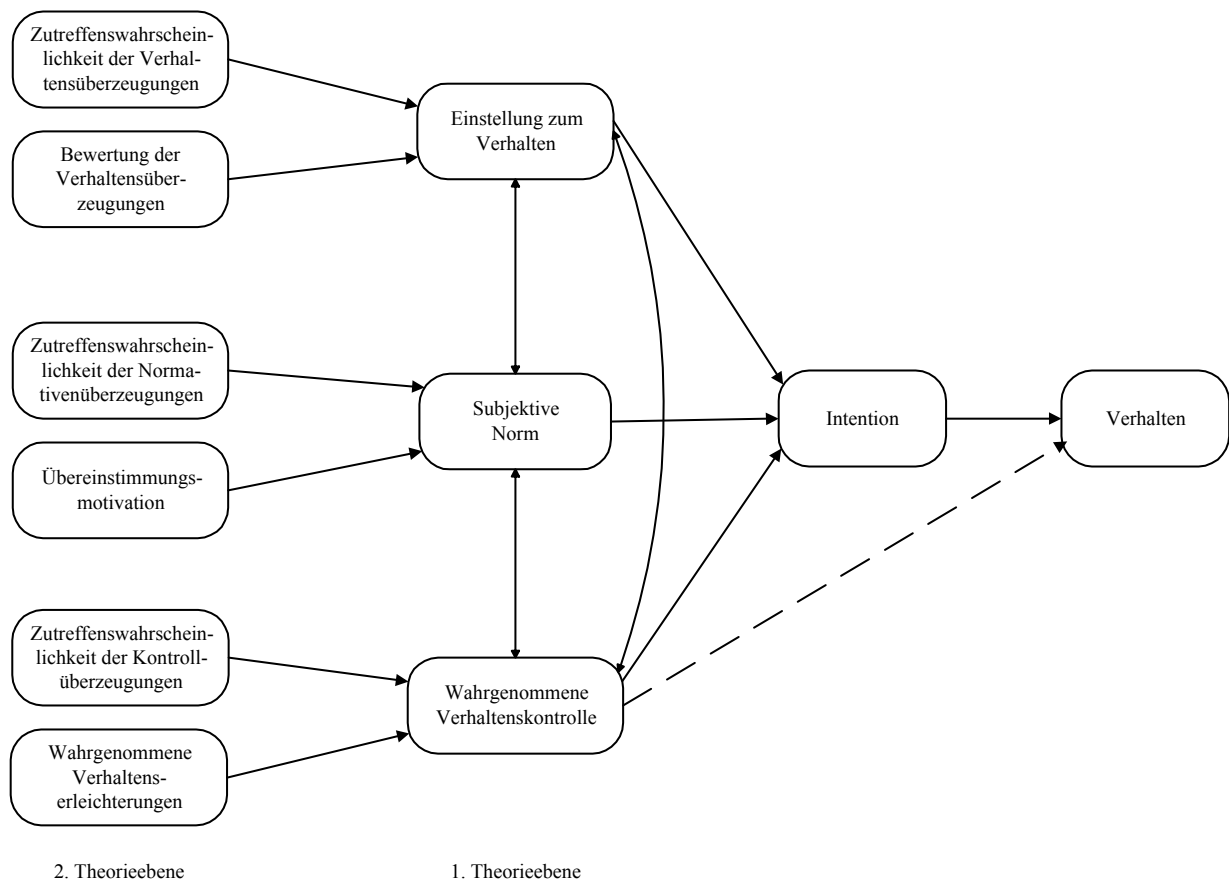 Zutreffenswahrschein-
lichkeit der Verhal-
tensüberzeugungen
Bewertung der
Verhaltensüber-
zeugungen
Einstellung zum
Verhalten
Zutreffenswahrschein-
lichkeit der Norma-
tivenüberzeugungen
Übereinstimmungs-
motivation
Subjektive
Norm
Intention
Verhalten
Zutreffenswahrschein-
lichkeit der Kontroll-
überzeugungen
Wahrgenommene
Verhaltens-
erleichterungen
Wahrgenommene
Verhaltenskontrolle
2. Theorieebene
1. Theorieebene